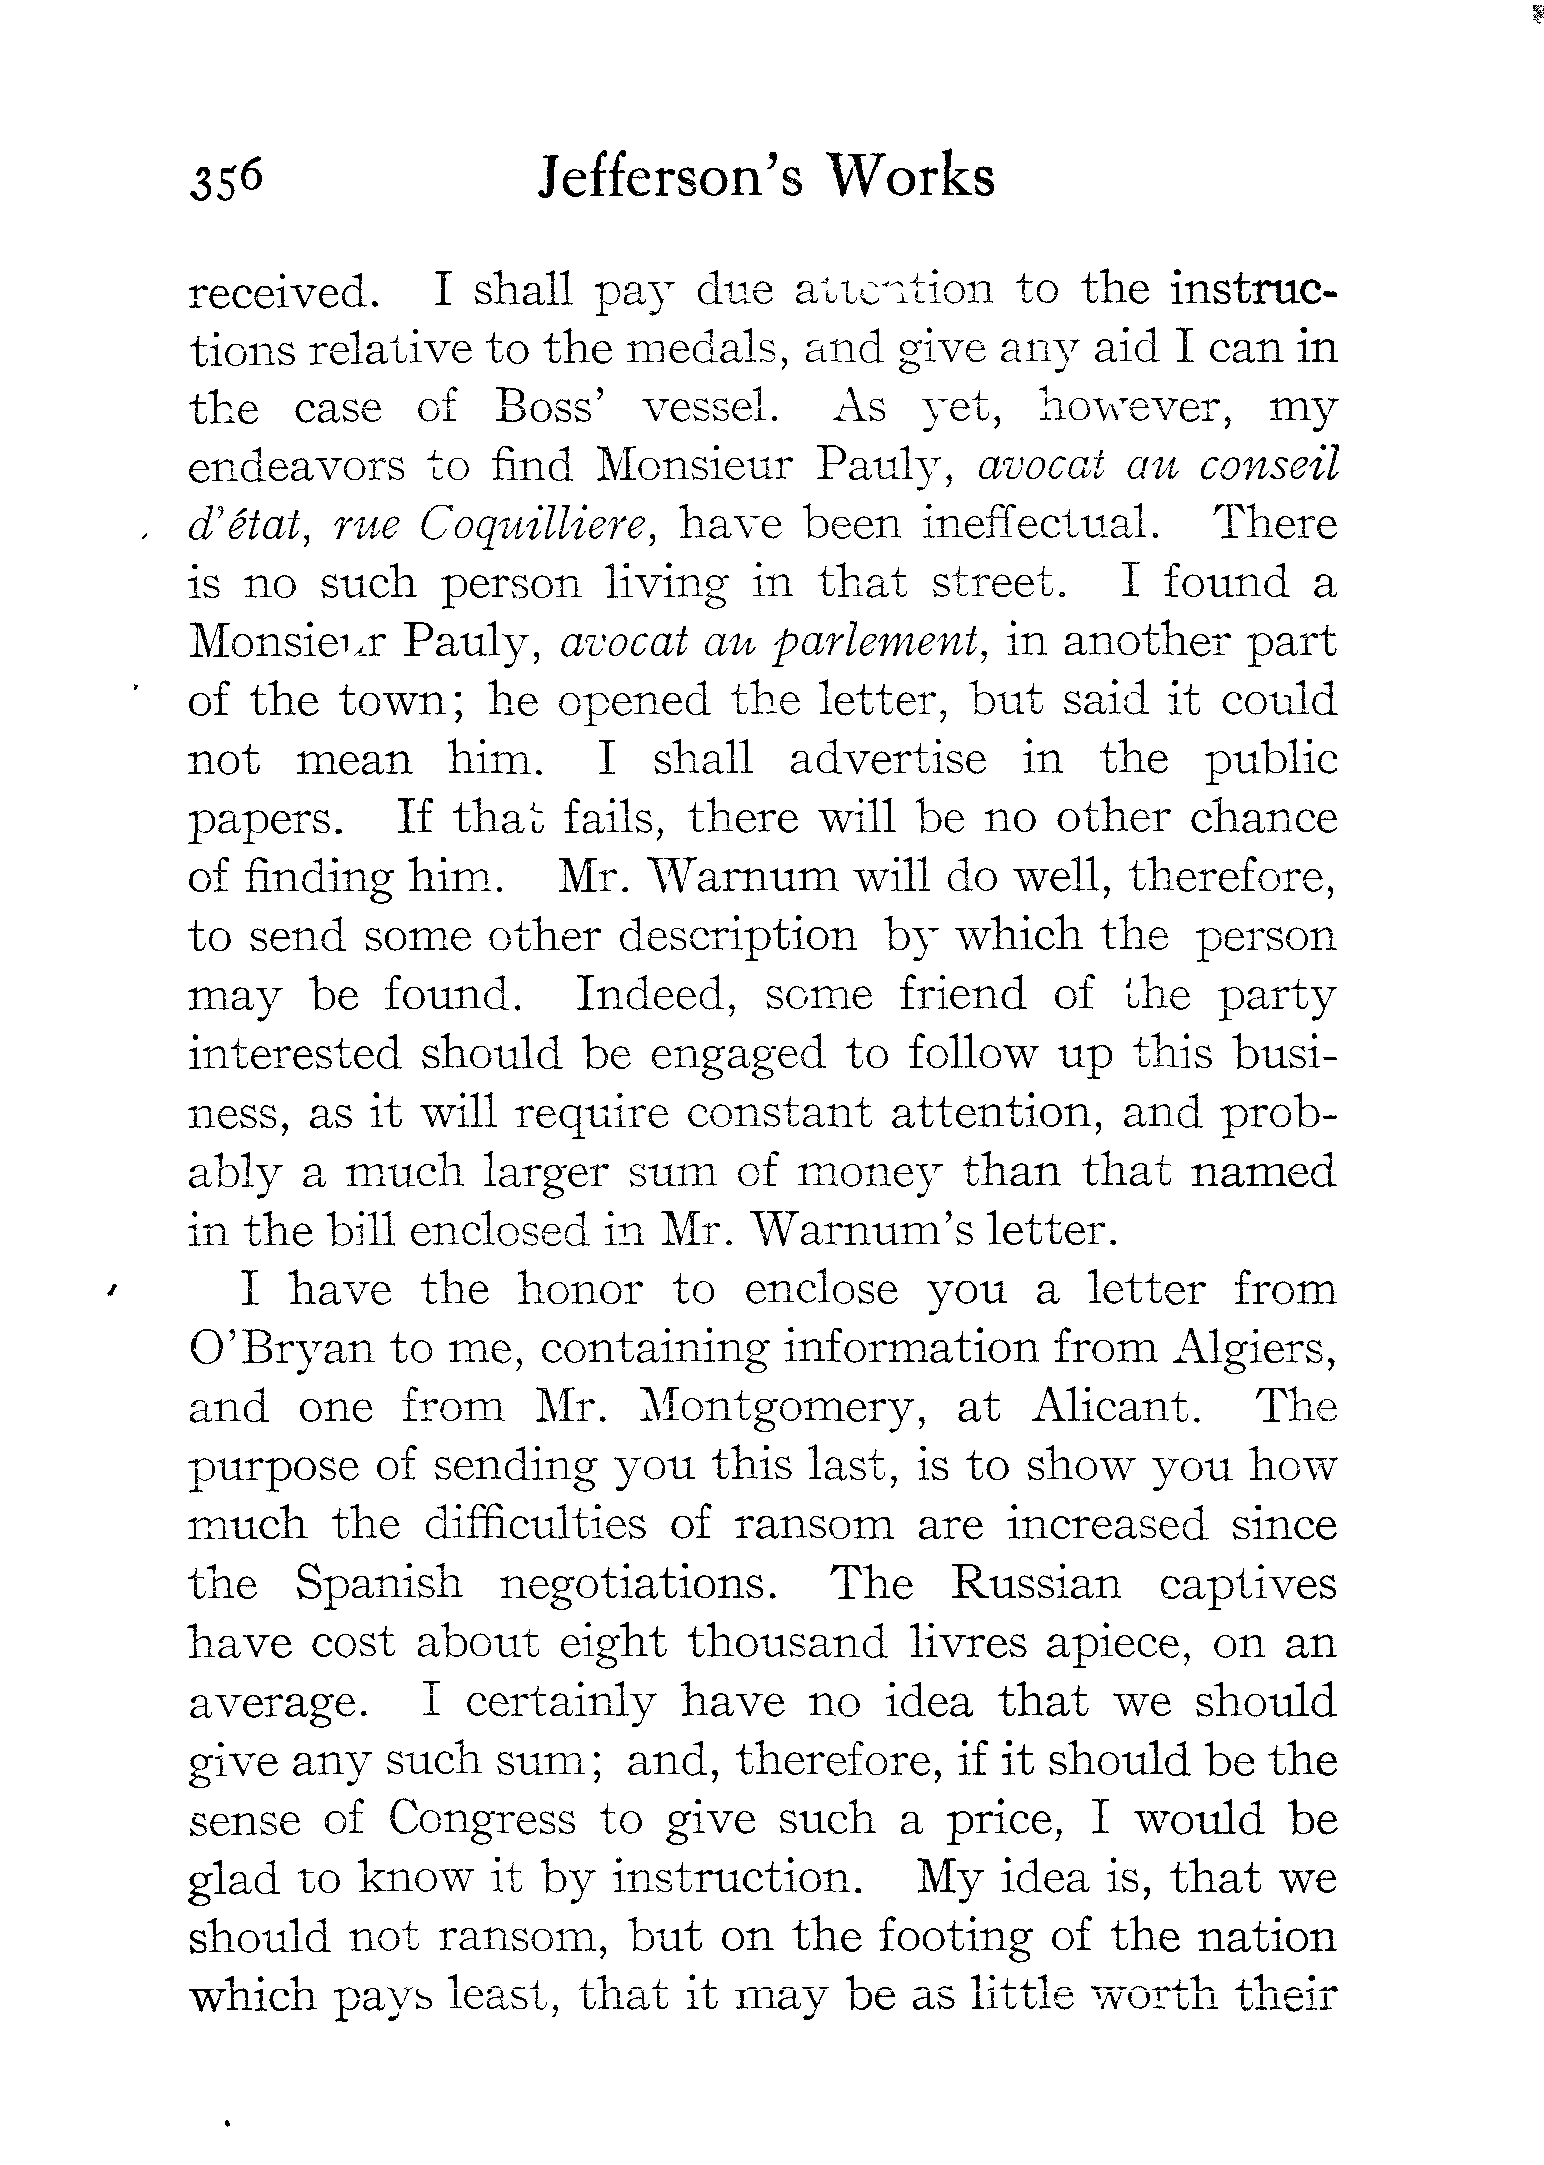 356 Jefferson's Works
received. I shall pay due attention to the instruc-
tions relative to the medals, and give any aid I can in
the case of Boss' vessel. As yet, however, my
endeavors to find Monsieur Pauly, avocat au conseil
d'état, rue Coquilliere, have been ineffectual. There
is no such person living in that street. I found a
Monsieur Pauly, avocat au parlement, in another part
of the town; he opened the letter, but said it could
not mean him. I shall advertise in the public
papers. If that fails, there will be no other chance
of finding him. Mr. Warnum will do well, therefore,
to send some other description by which the person
may be found. Indeed, some friend of the party
interested should be engaged to follow up this busi-
ness, as it will require constant attention, and prob-
ably a much larger sum of money than that named
in the bill enclosed in Mr. Warnum's letter.
I have the honor to enclose you a letter from
O'Bryan to me, containing information from Algiers,
and one from Mr. Montgomery, at Alicant. The
purpose of sending you this last, is to show you how
much the difficulties of ransom are increased since
the Spanish negotiations. The Russian captives
have cost about eight thousand livres apiece, on an
average. I certainly have no idea that we should
give any such sum; and, therefore, if it should be the
sense of Congress to give such a price, I would be
glad to know it by instruction. My idea is, that we
should not ransom, but on the footing of the nation
which pays least, that it may be as little worth their